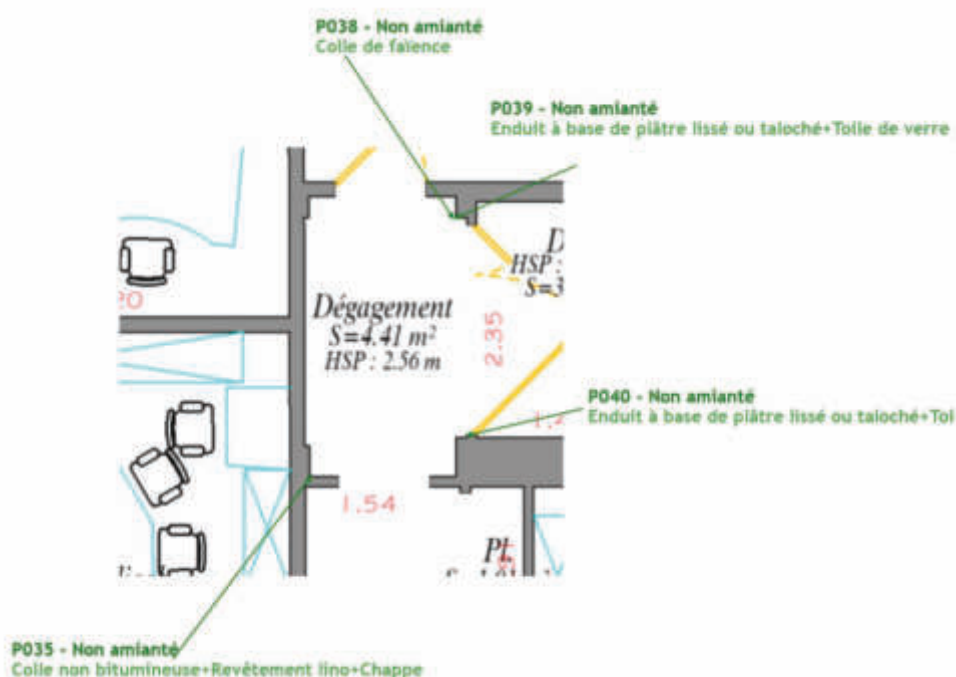 P038 - Non amianté
Colle de faïence
P039 - Non amianté
Enduit à base de plâtre lissé ou taloché+Toile de verre
D
HSP :
S=3
20
Dégagement
S=4.41 m²
HSP : 2.56 m
2.35
P040 - Non amianté
Enduit à base de plâtre lissé ou taloché+Toi
1.54
Pl.
P035 - Non amianté
Colle non bitumineuse+Revêtement lino+Chappe